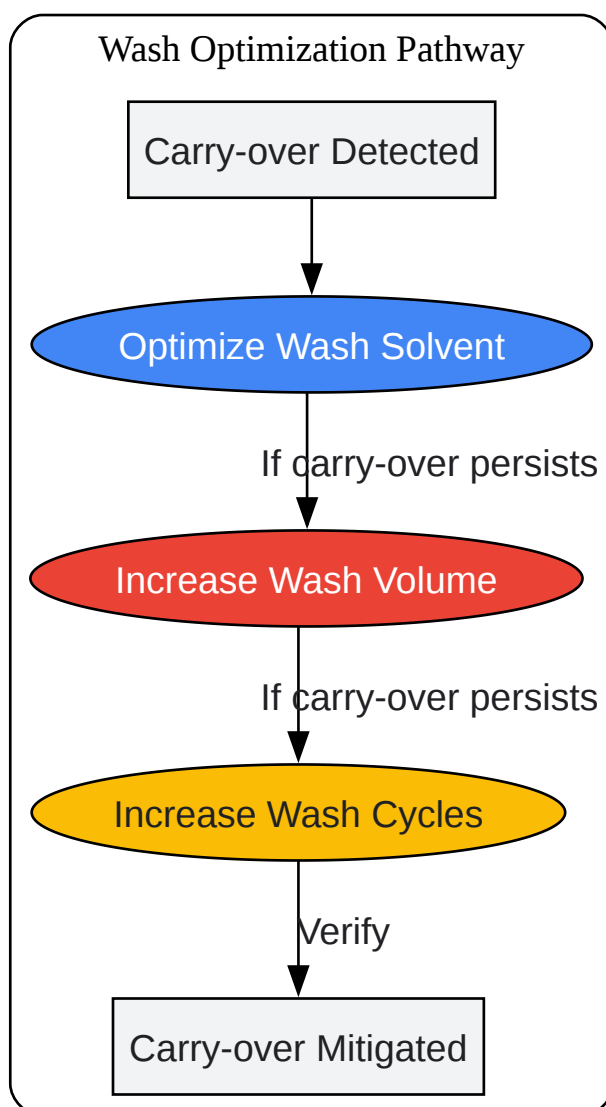 Wash Optimization Pathway
Carry-over Detected
Optimize Wash Solvent
If carry-over persists
Increase Wash Volume
If carry-over persists
Increase Wash Cycles
Verify
Carry-over Mitigated